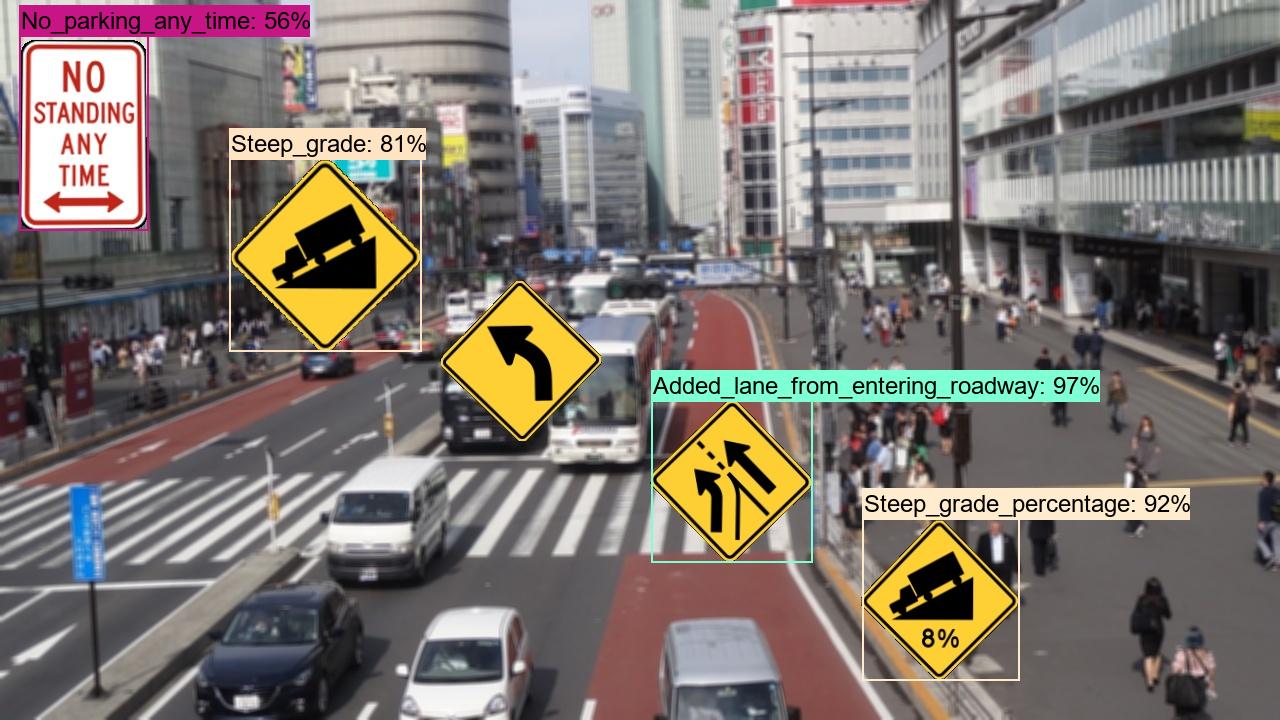 No_parking_any_time: 56%
NO
STANDING
ANY
TIME
Steep_grade: 81%
Added_lane_from_entering_roadway: 97%
Steep_grade_percentage: 92%
8%